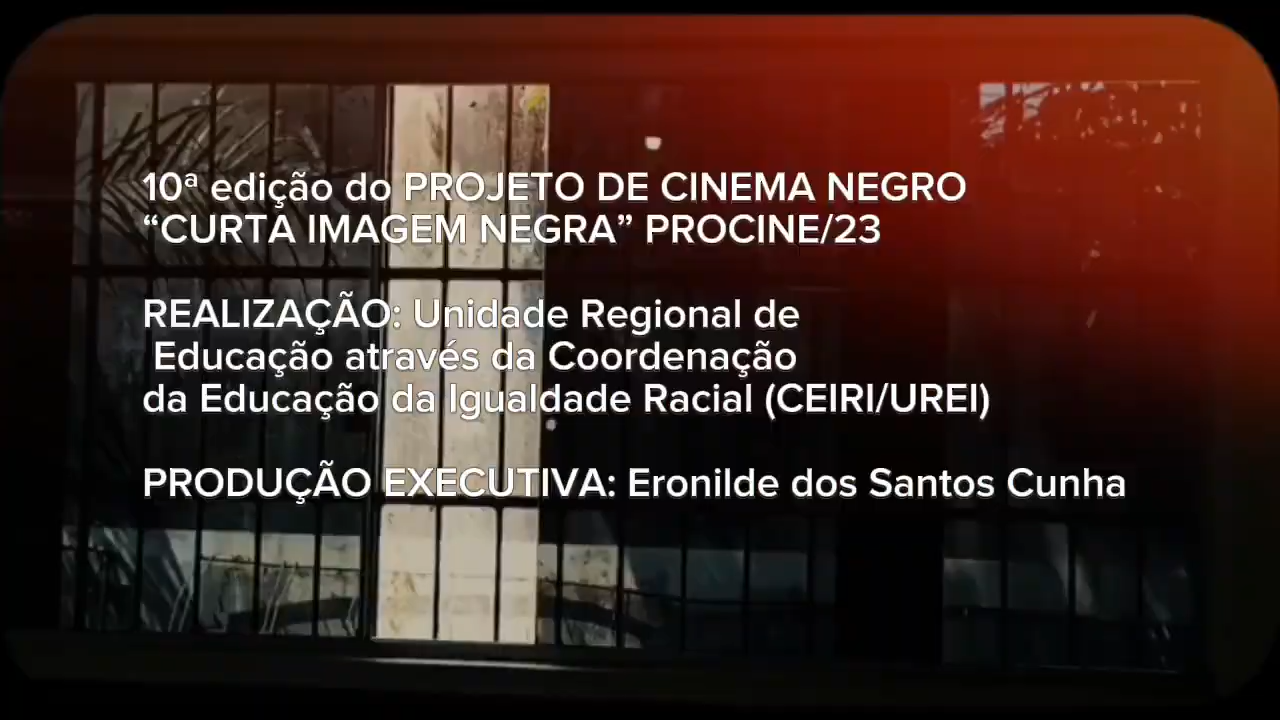 10ª edição do PROJETO DE CINEMA NEGRO
“CURTA IMAGEM NEGRA” PROCINE/23
REALIZAÇÃO: Unidade Regional de
Educação através da Coordenação
da Educação da Igualdade Racial (CEIRI/UREI)
PRODUÇÃO EXECUTIVA: Eronilde dos Santos Cunha